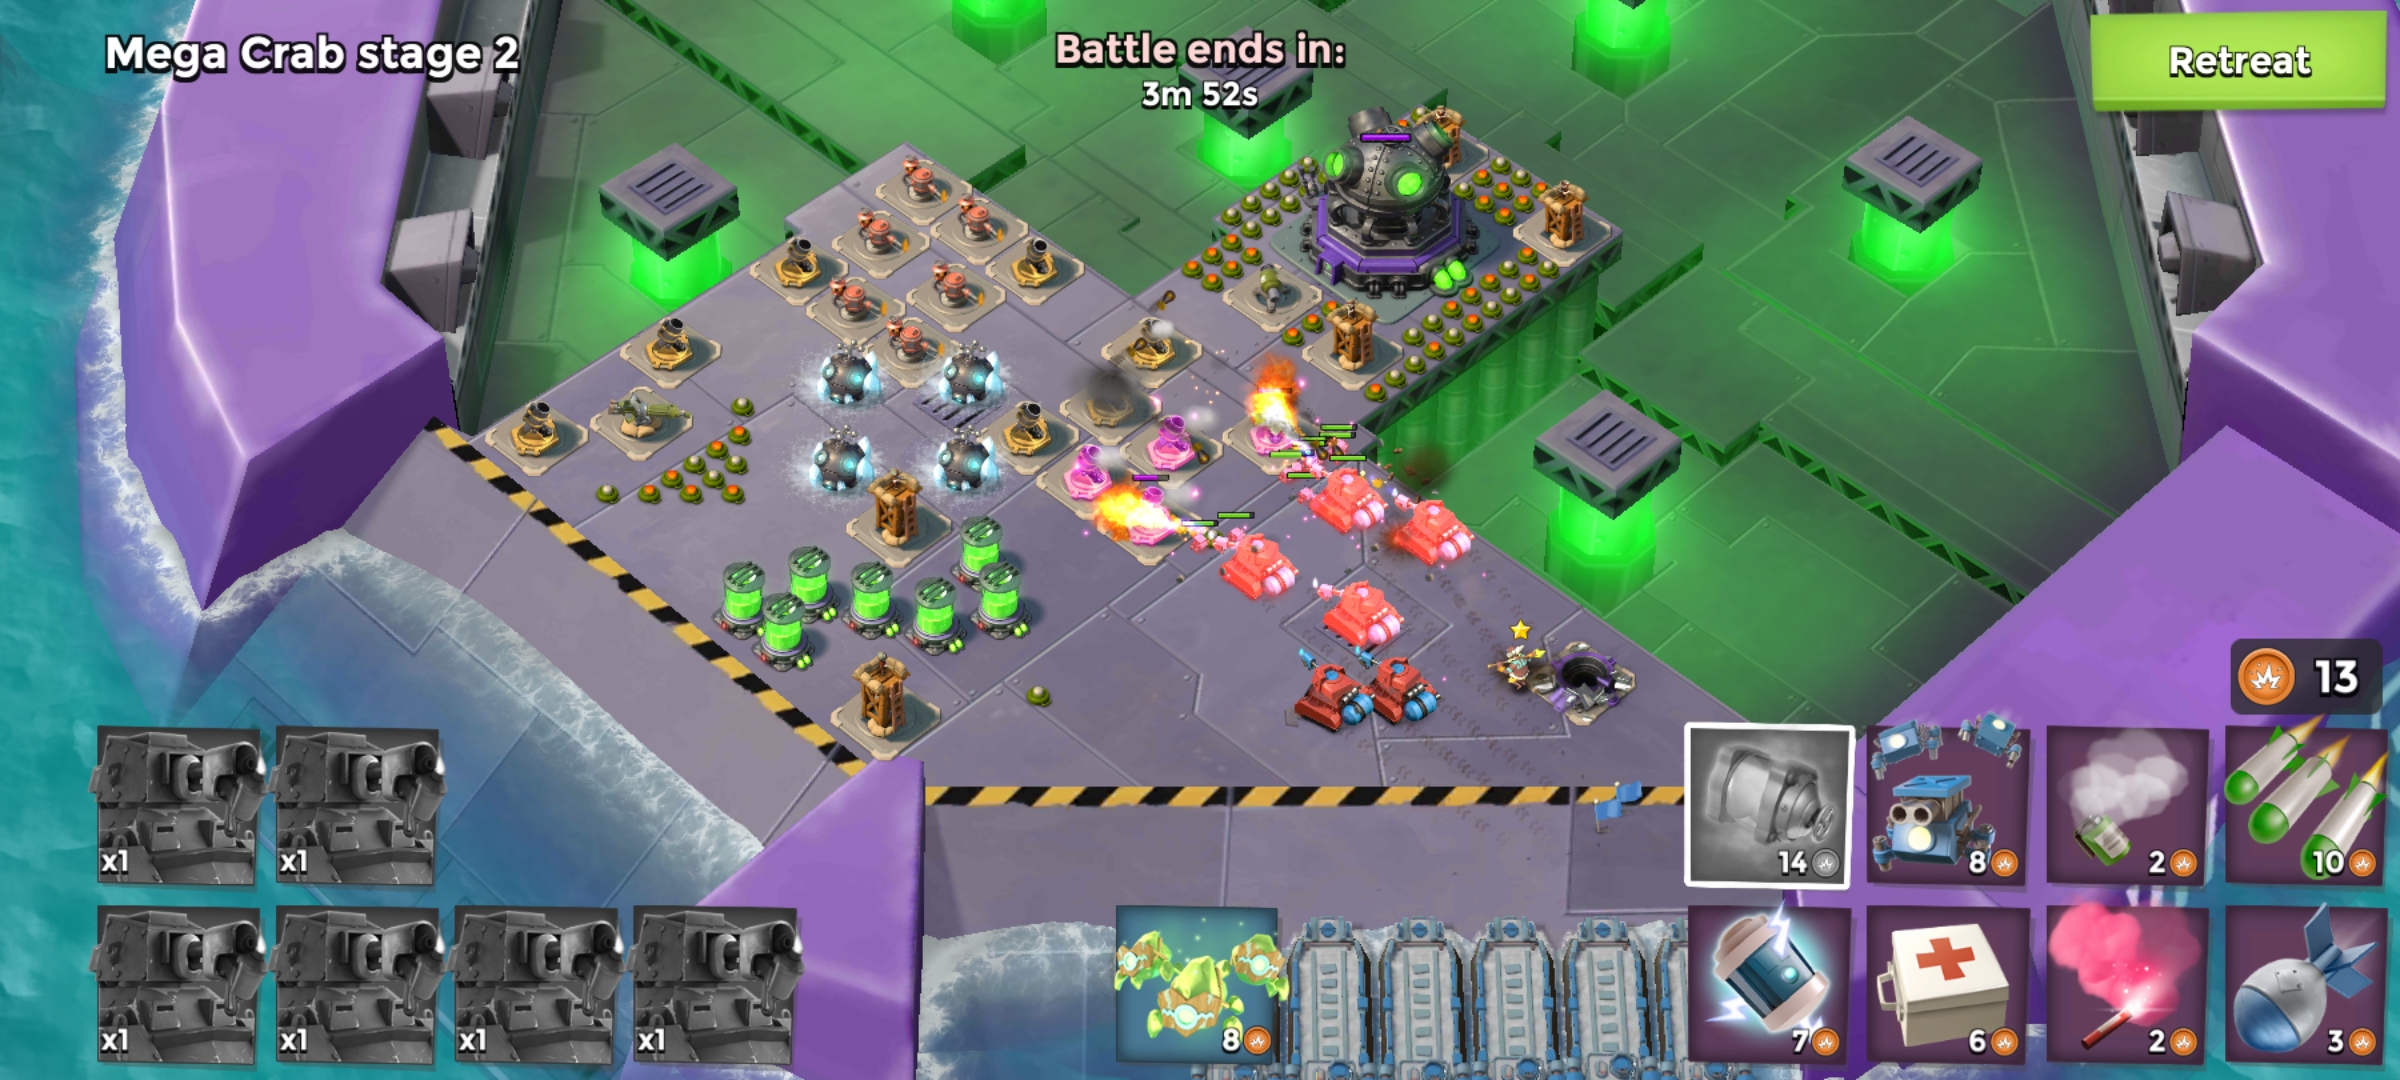 Mega Crab stage 2
Battle ends in:
3m 52s
Retreat
13
x1
x1
14
8
2
10
x1
x1
x1
x1
8
7
6
2
3